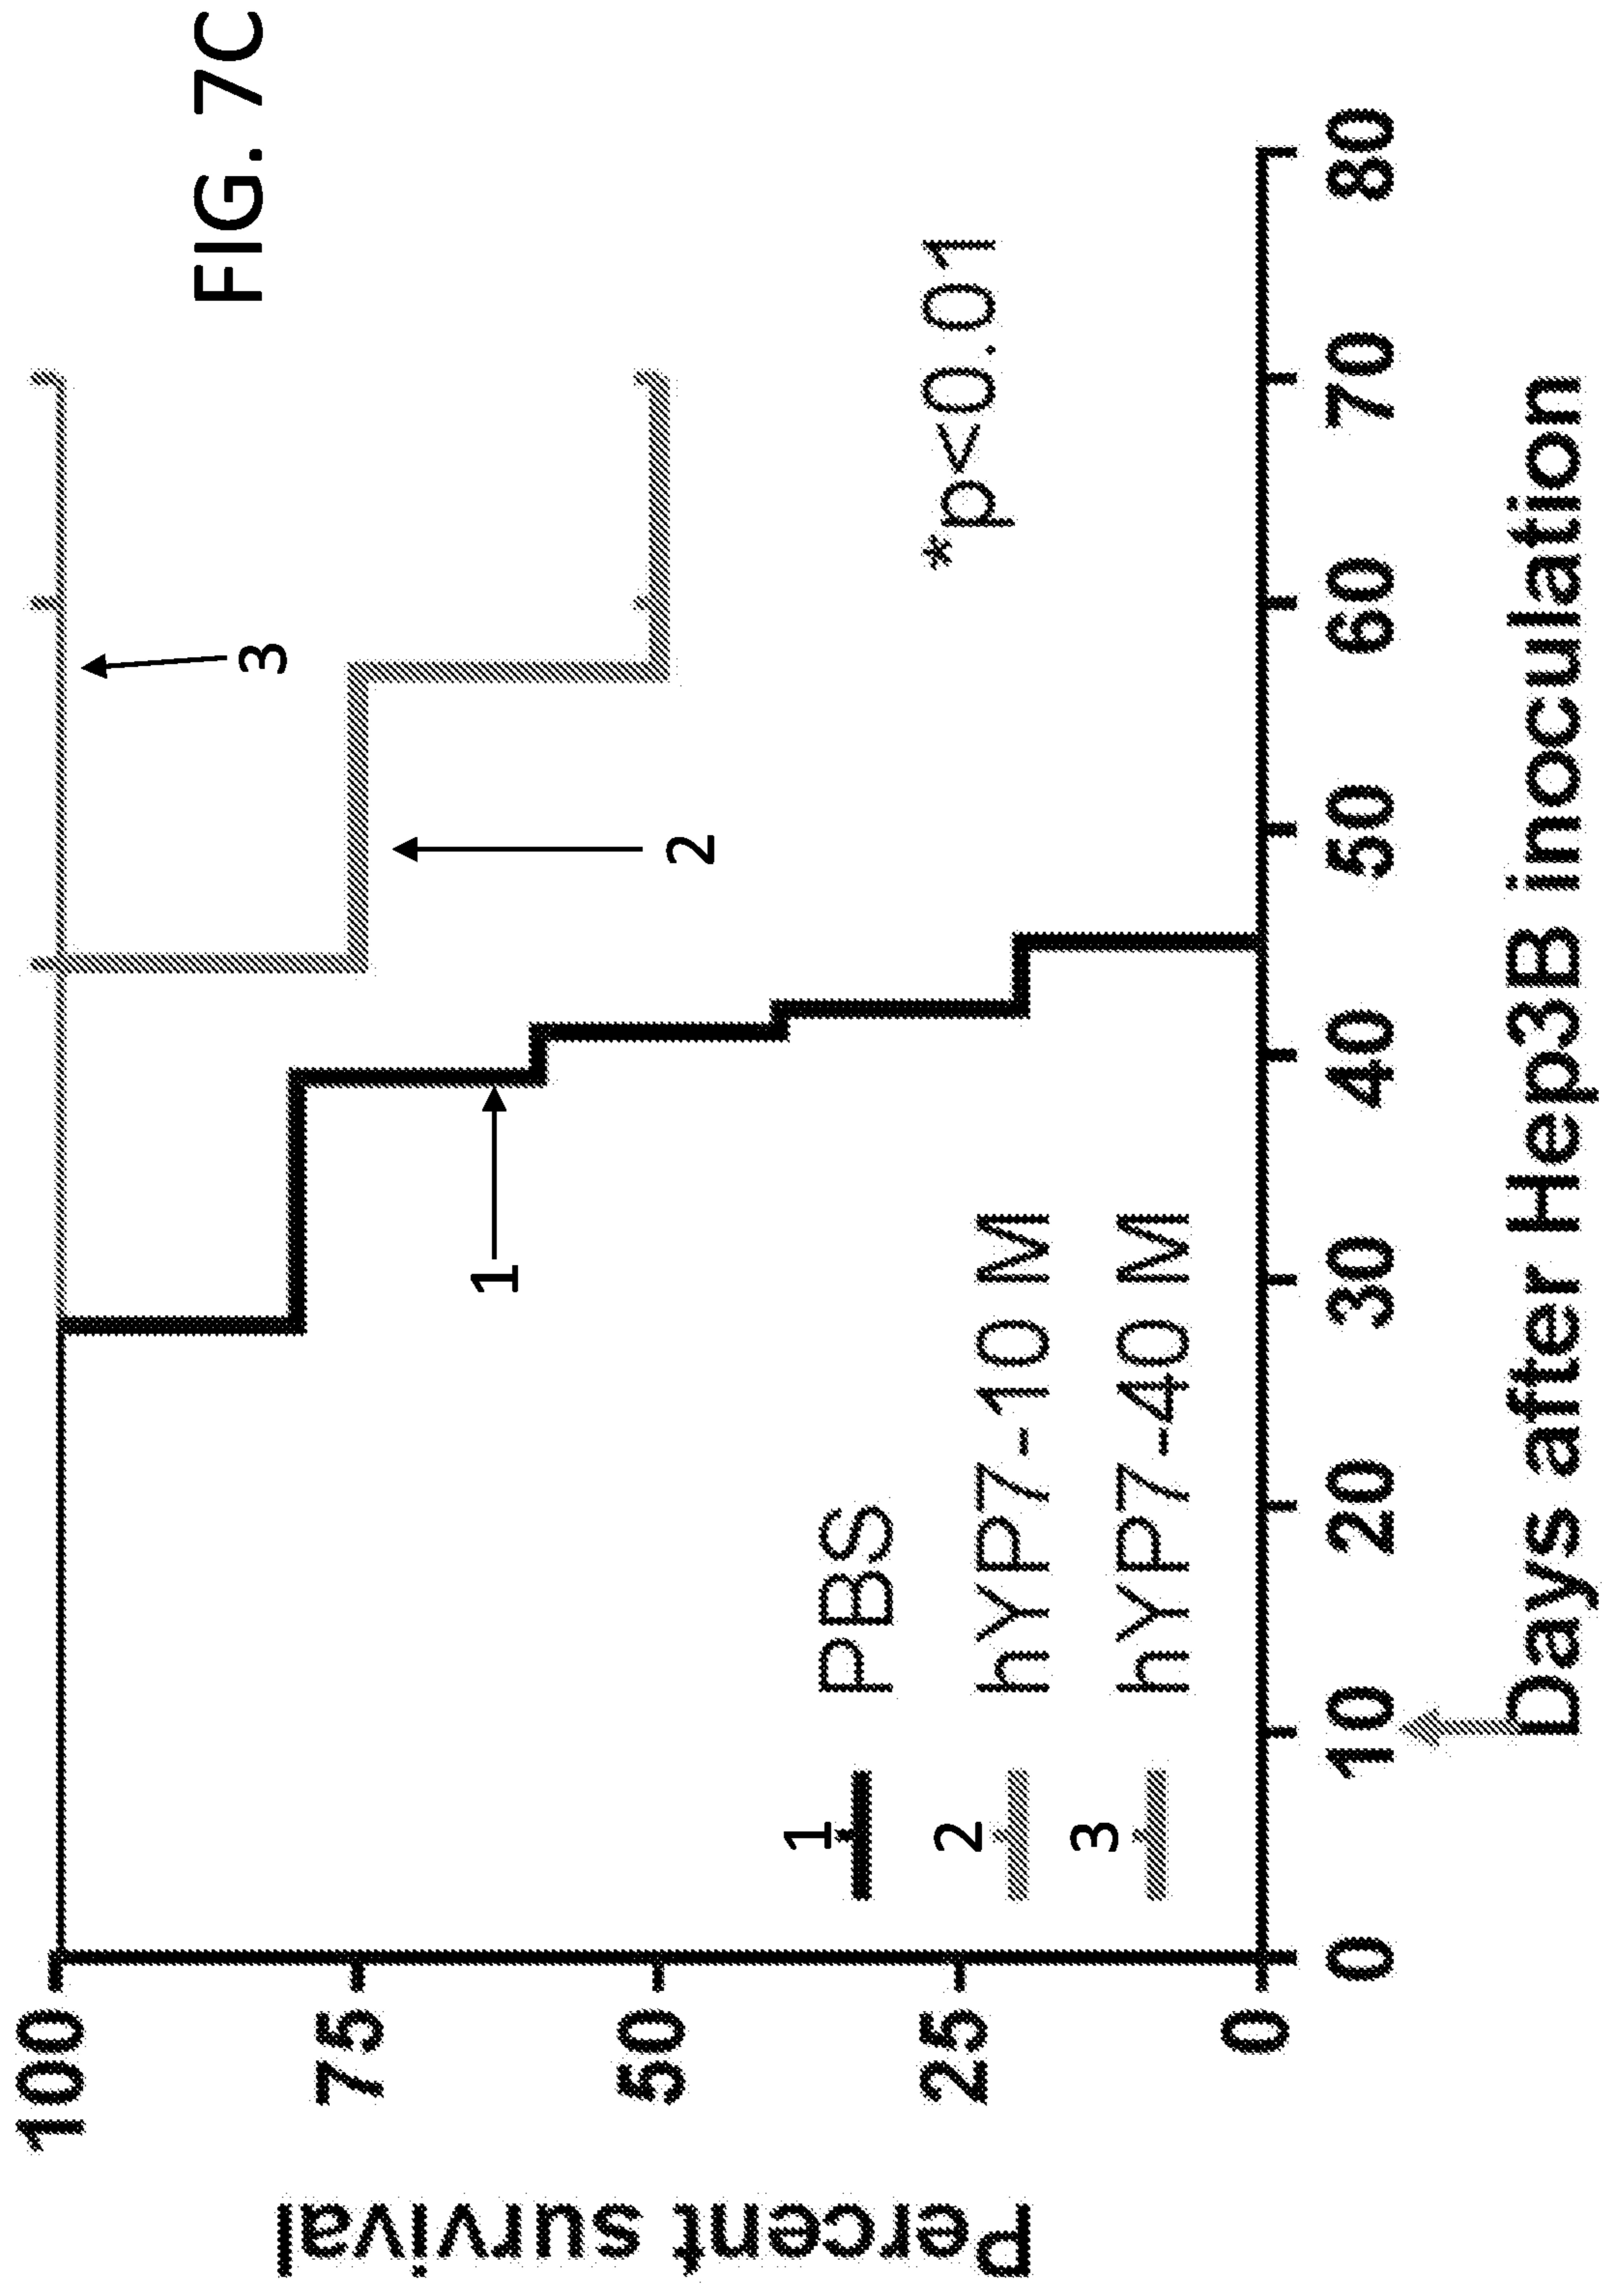 FIG. 7C
Percent survival
100
75
50
25
0
3
2
1
*p<0.01
1 PBS
2 hYP7-10 M
3 hYP7-40 M
0 10 20 30 40 50 60 70 80
Days after Hep3B inoculation